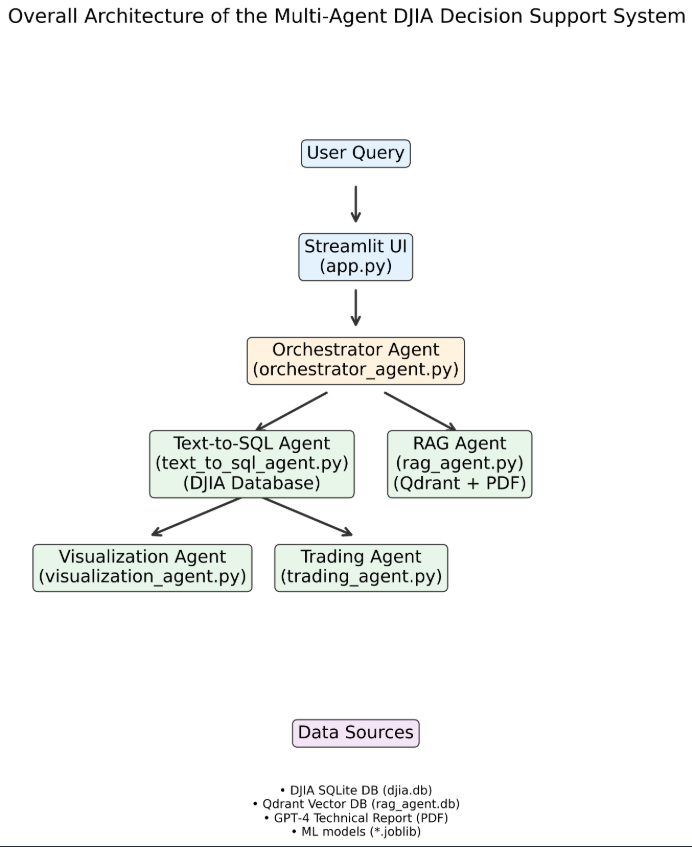 Overall Architecture of the Multi-Agent DJIA Decision Support System
User Query
Streamlit UI
(app.py)
Orchestrator Agent
(orchestrator_agent.py)
Text-to-SQL Agent
(text_to_sql_agent.py)
(DJIA Database)
RAG Agent
(rag_agent.py)
(Qdrant + PDF)
Visualization Agent
(visualization_agent.py)
Trading Agent
(trading_agent.py)
Data Sources
• DJIA SQLite DB (djia.db)
• Qdrant Vector DB (rag_agent.db)
• GPT-4 Technical Report (PDF)
• ML models (*.joblib)